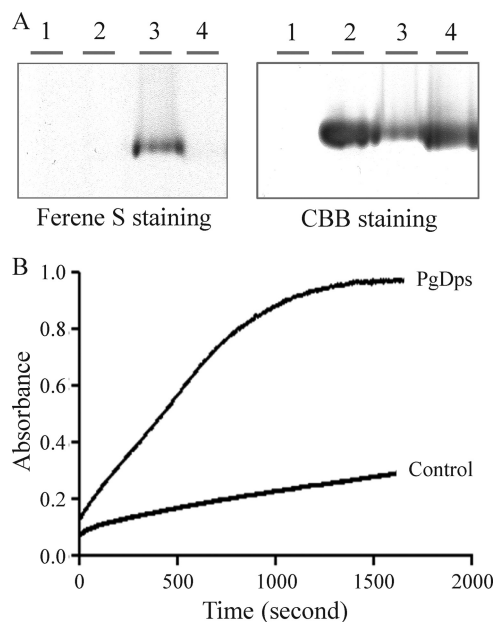 A
1 2 3 4 1 2 3 4
Ferene S staining CBB staining
B
1.0
0.8
0.6
0.4
0.2
0.0
Absorbance
PgDps
Control
0 500 1000 1500 2000
Time (second)